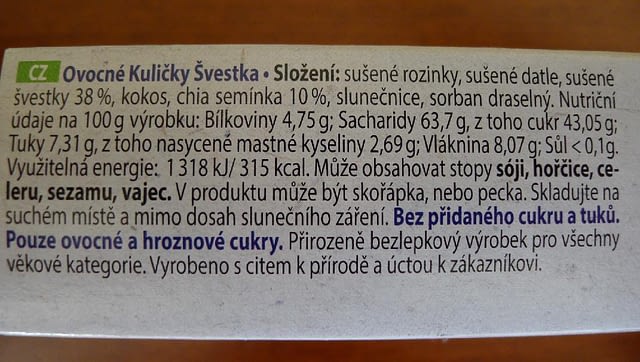 CZ Ovocné Kuličky Švestka • Složení: sušené rozinky, sušené datle, sušené
švestky 38 %, kokos, chia semínka 10 %, slunečnice, sorban draselný. Nutriční
údaje na 100 g výrobku: Bílkoviny 4,75 g; Sacharidy 63,7 g, z toho cukr 43,05 g;
Tuky 7,31 g, z toho nasycené mastné kyseliny 2,69 g; Vláknina 8,07 g; Sůl < 0,1g.
Využitelná energie: 1 318 kJ/ 315 kcal. Může obsahovat stopy sóji, hořčice, ce-
leru, sezamu, vajec. V produktu může být skořápka, nebo pecka. Skladujte na
suchém místě a mimo dosah slunečního záření. Bez přidaného cukru a tuků.
Pouze ovocné a hroznové cukry. Přirozeně bezlepkový výrobek pro všechny
věkové kategorie. Vyrobeno s citem k přírodě a úctou k zákazníkovi.